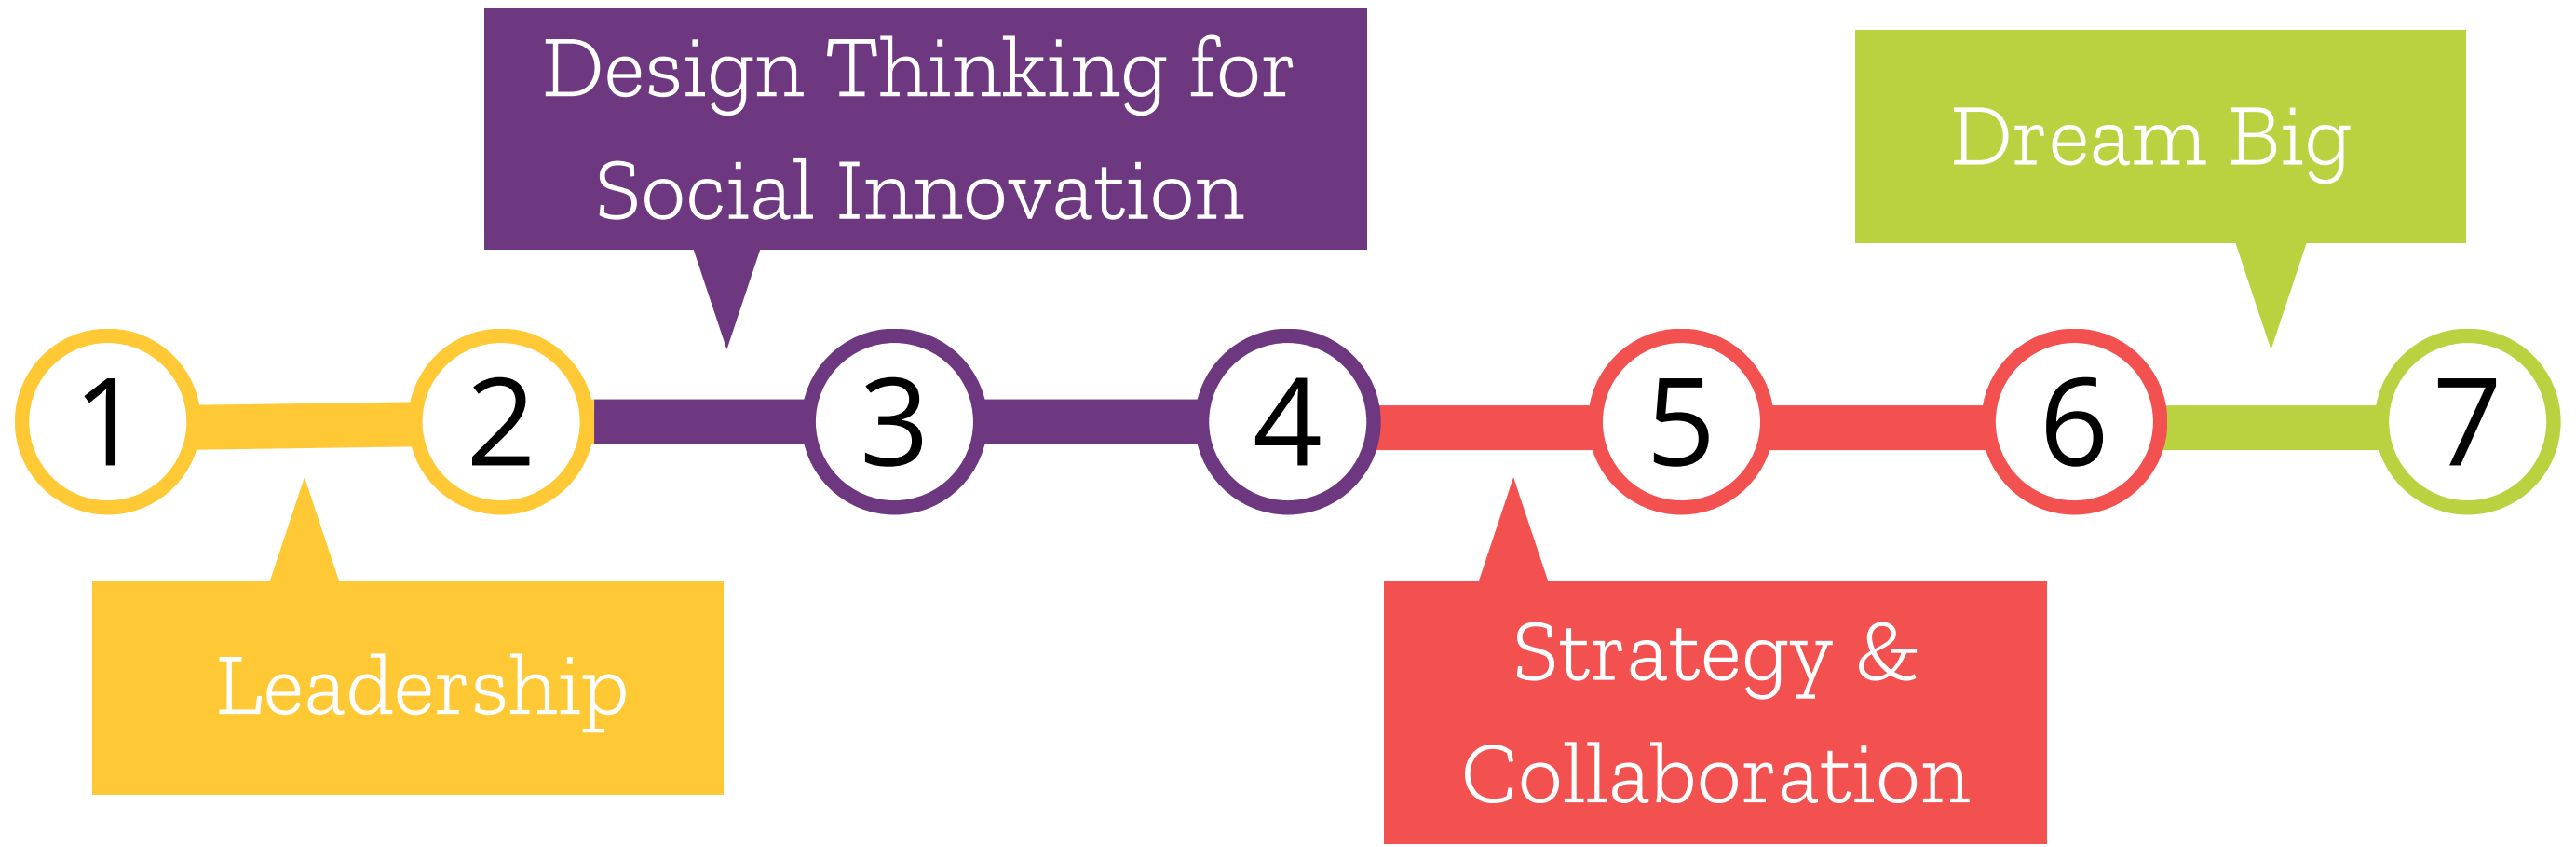 Design Thinking for
Social Innovation
Dream Big
1 2 3 4 5 6 7
Leadership
Strategy &
Collaboration